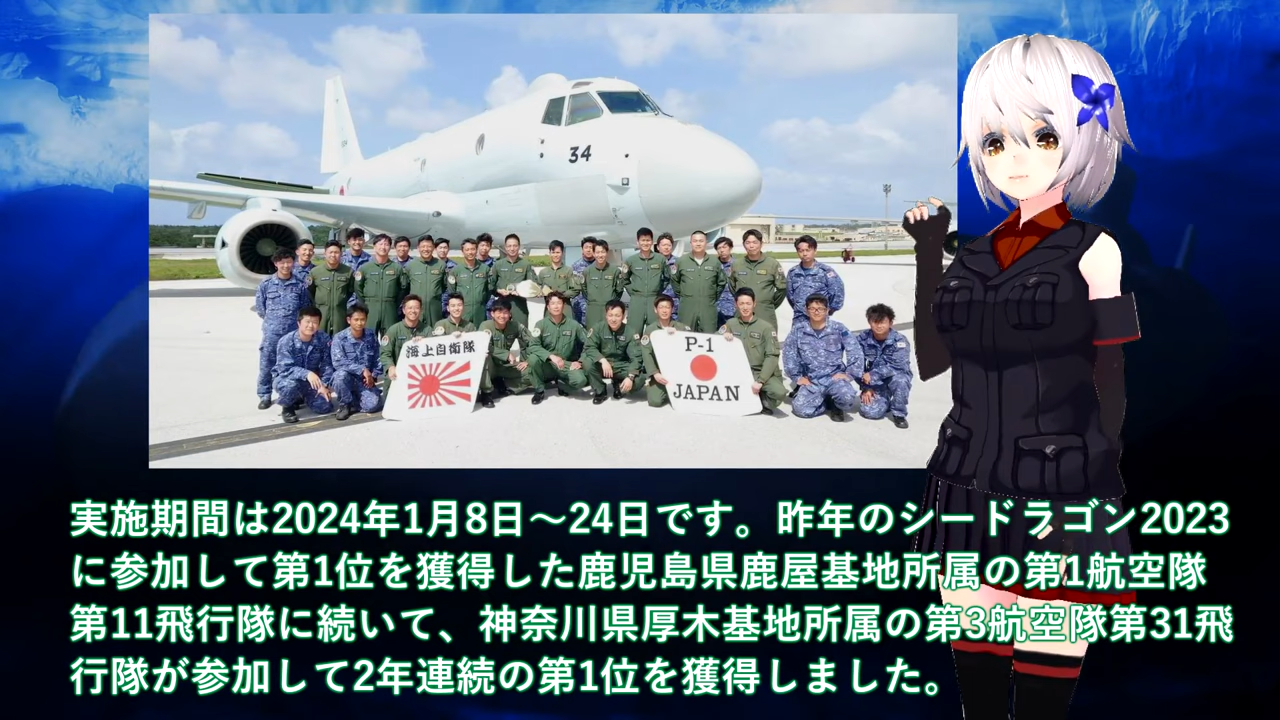 34
海上自衛隊
P-1
JAPAN
実施期間は2024年1月8日～24日です。昨年のシードラゴン2023
に参加して第1位を獲得した鹿児島県鹿屋基地所属の第1航空隊
第11飛行隊に続いて、神奈川県厚木基地所属の第3航空隊第31飛
行隊が参加して2年連続の第1位を獲得しました。